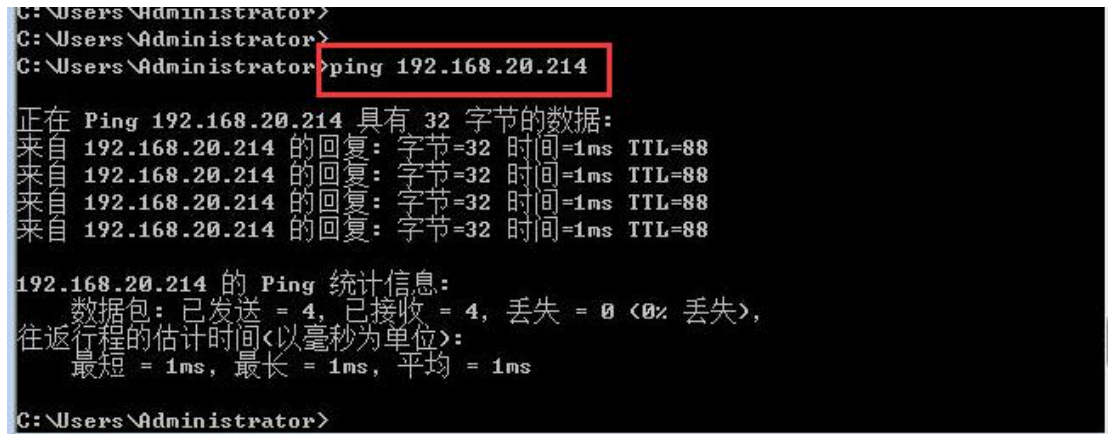 C:\Users\Administrator>
C:\Users\Administrator>
C:\Users\Administrator>ping 192.168.20.214
正在 Ping 192.168.20.214 具有 32 字节的数据:
来自 192.168.20.214 的回复: 字节=32 时间=1ms TTL=88
来自 192.168.20.214 的回复: 字节=32 时间=1ms TTL=88
来自 192.168.20.214 的回复: 字节=32 时间=1ms TTL=88
来自 192.168.20.214 的回复: 字节=32 时间=1ms TTL=88
192.168.20.214 的 Ping 统计信息:
数据包: 已发送 = 4, 已接收 = 4, 丢失 = 0 (0% 丢失),
往返行程的估计时间(以毫秒为单位):
最短 = 1ms, 最长 = 1ms, 平均 = 1ms
C:\Users\Administrator>